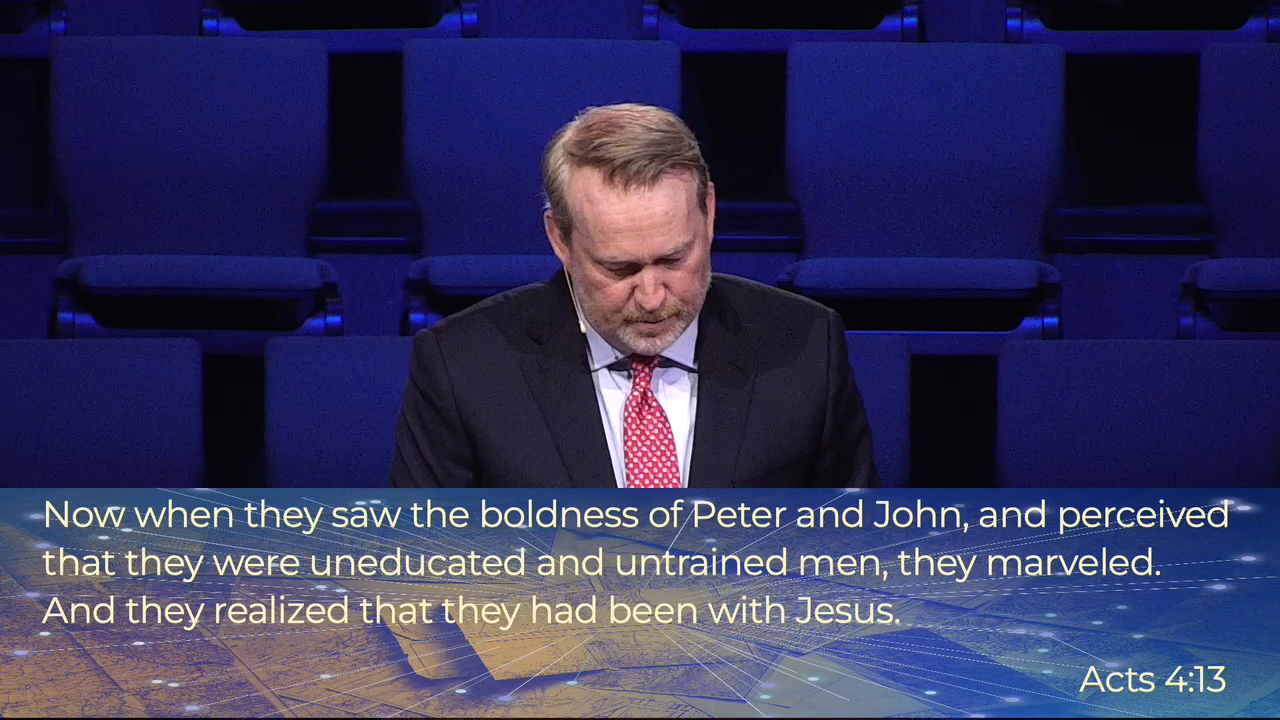 Now when they saw the boldness of Peter and John, and perceived
that they were uneducated and untrained men, they marveled.
And they realized that they had been with Jesus.
Acts 4:13